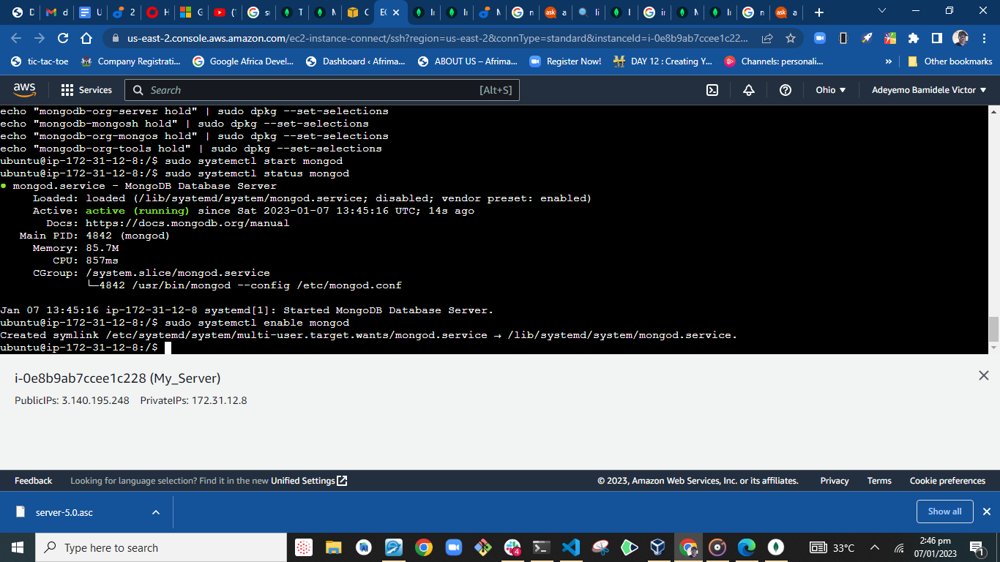 D
M d
U
2
H
G
(1
s
T
M
C
EC
I
I
M
n
a
li
I
in
M
I
n
a
us-east-2.console.aws.amazon.com/ec2-instance-connect/ssh?region=us-east-2&connType=standard&instanceId=i-0e8b9ab7ccee1c22...
tic-tac-toe
Company Registrati...
Google Africa Devel...
Dashboard ‹ Afrima...
ABOUT US – Afrima...
Register Now!
DAY 12 : Creating Y...
Channels: personali...
»
Other bookmarks
aws
Services
Search
[Alt+S]
Ohio
Adeyemo Bamidele Victor
echo "mongodb-org-server hold" | sudo dpkg --set-selections
echo "mongodb-mongosh hold" | sudo dpkg --set-selections
echo "mongodb-org-mongos hold" | sudo dpkg --set-selections
echo "mongodb-org-tools hold" | sudo dpkg --set-selections
ubuntu@ip-172-31-12-8:/$ sudo systemctl start mongod
ubuntu@ip-172-31-12-8:/$ sudo systemctl status mongod
● mongod.service - MongoDB Database Server
Loaded: loaded (/lib/systemd/system/mongod.service; disabled; vendor preset: enabled)
Active: active (running) since Sat 2023-01-07 13:45:16 UTC; 14s ago
Docs: https://docs.mongodb.org/manual
Main PID: 4842 (mongod)
Memory: 85.7M
CPU: 857ms
CGroup: /system.slice/mongod.service
└─4842 /usr/bin/mongod --config /etc/mongod.conf
Jan 07 13:45:16 ip-172-31-12-8 systemd[1]: Started MongoDB Database Server.
ubuntu@ip-172-31-12-8:/$ sudo systemctl enable mongod
Created symlink /etc/systemd/system/multi-user.target.wants/mongod.service → /lib/systemd/system/mongod.service.
ubuntu@ip-172-31-12-8:/$
i-0e8b9ab7ccee1c228 (My_Server)
PublicIPs: 3.140.195.248 PrivateIPs: 172.31.12.8
Feedback
Looking for language selection? Find it in the new Unified Settings
© 2023, Amazon Web Services, Inc. or its affiliates.
Privacy
Terms
Cookie preferences
server-5.0.asc
Show all
Type here to search
4
33°C
2:46 pm
07/01/2023
1